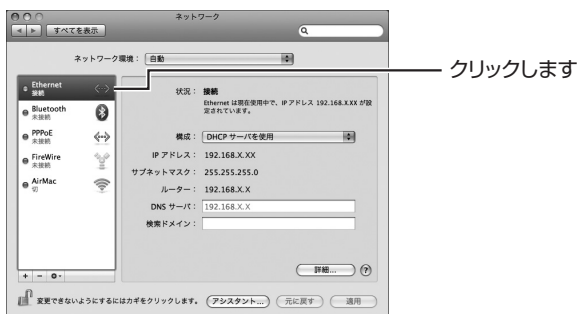 ネットワーク
すべてを表示
ネットワーク環境： 自動
クリックします
Ethernet
接続
Bluetooth
未接続
PPPoE
未接続
FireWire
未接続
AirMac
切
状況： 接続
Ethernet は現在使用中で、IP アドレス 192.168.X.XX が設
定されています。
構成： DHCP サーバを使用
IP アドレス： 192.168.X.XX
サブネットマスク： 255.255.255.0
ルーター： 192.168.X.X
DNS サーバ： 192.168.X.X
検索ドメイン：
詳細... ?
+ −
変更できないようにするにはカギをクリックします。 アシスタント... 元に戻す 適用